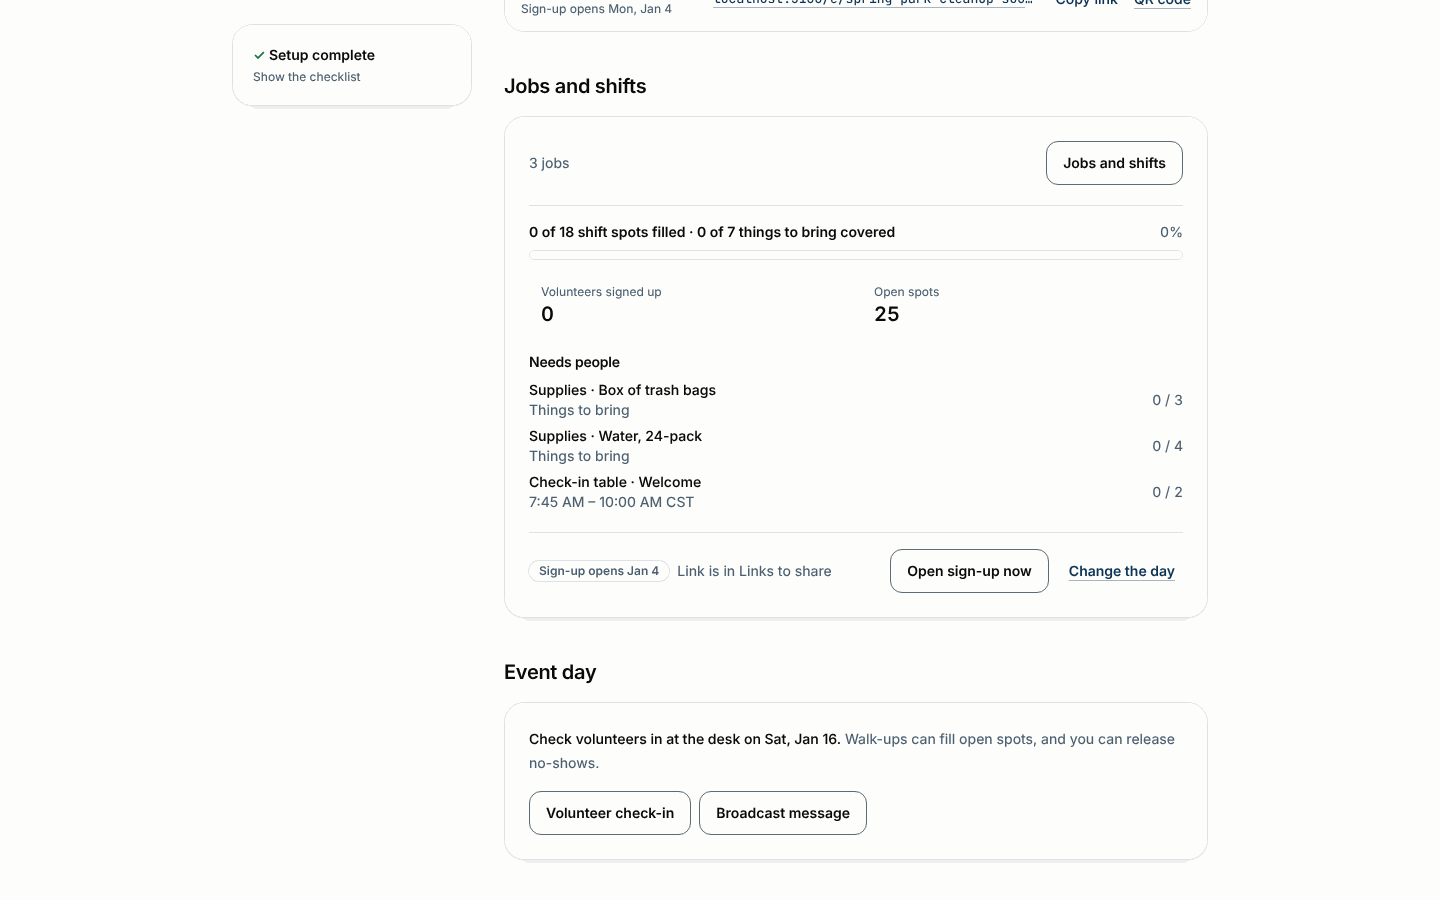 Sign-up opens Mon, Jan 4
Copy link
QR code
✓ Setup complete
Show the checklist
Jobs and shifts
3 jobs
Jobs and shifts
0 of 18 shift spots filled · 0 of 7 things to bring covered
0%
Volunteers signed up
0
Open spots
25
Needs people
Supplies · Box of trash bags
Things to bring
0 / 3
Supplies · Water, 24-pack
Things to bring
0 / 4
Check-in table · Welcome
7:45 AM – 10:00 AM CST
0 / 2
Sign-up opens Jan 4
Link is in Links to share
Open sign-up now
Change the day
Event day
Check volunteers in at the desk on Sat, Jan 16. Walk-ups can fill open spots, and you can release
no-shows.
Volunteer check-in
Broadcast message